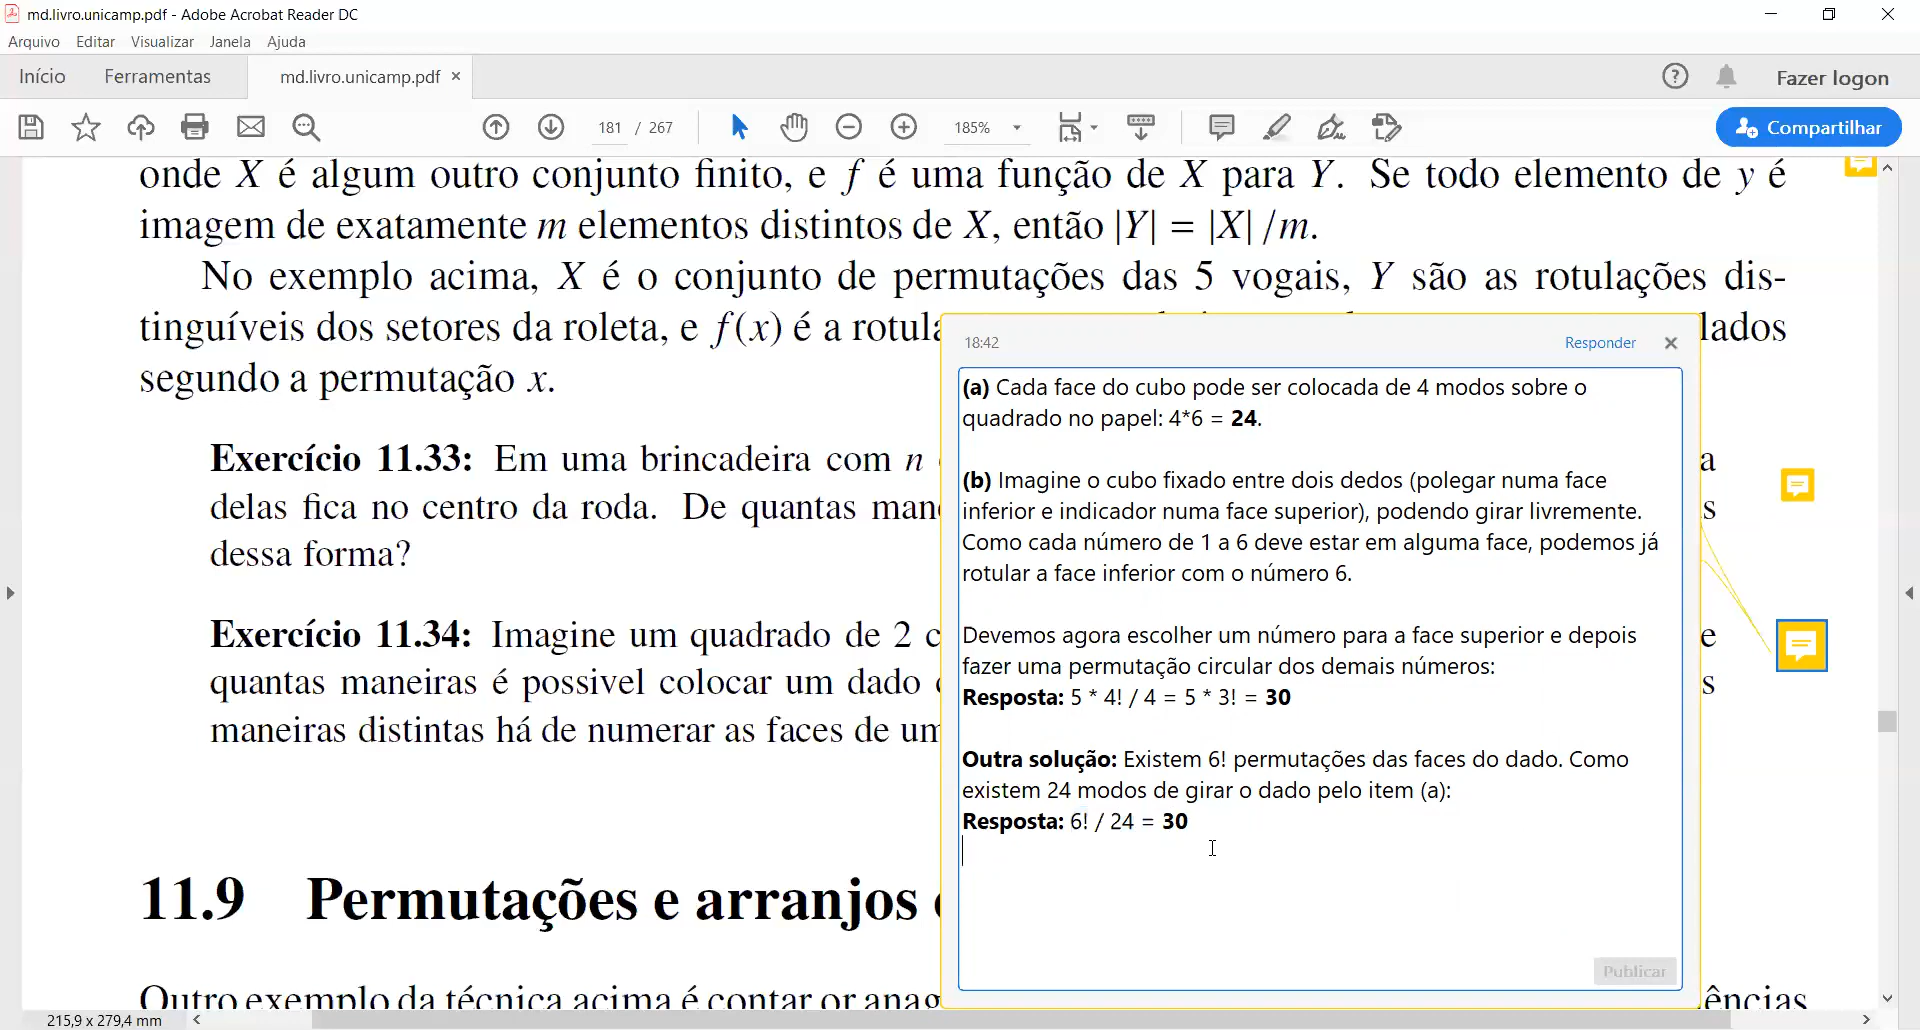 md.livro.unicamp.pdf - Adobe Acrobat Reader DC
Arquivo Editar Visualizar Janela Ajuda
Início Ferramentas md.livro.unicamp.pdf × Fazer logon
181 / 267 185% Compartilhar
onde X é algum outro conjunto finito, e f é uma função de X para Y. Se todo elemento de y é
imagem de exatamente m elementos distintos de X, então |Y| = |X| /m.
No exemplo acima, X é o conjunto de permutações das 5 vogais, Y são as rotulações dis-
tinguíveis dos setores da roleta, e f(x) é a rotula
lados
segundo a permutação x.
Exercício 11.33: Em uma brincadeira com n
a
delas fica no centro da roda. De quantas man
s
dessa forma?
Exercício 11.34: Imagine um quadrado de 2 c
e
quantas maneiras é possivel colocar um dado
s
maneiras distintas há de numerar as faces de um
11.9 Permutações e arranjos
Outro exemplo da técnica acima é contar or anag
ências
18:42 Responder
(a) Cada face do cubo pode ser colocada de 4 modos sobre o
quadrado no papel: 4*6 = 24.
(b) Imagine o cubo fixado entre dois dedos (polegar numa face
inferior e indicador numa face superior), podendo girar livremente.
Como cada número de 1 a 6 deve estar em alguma face, podemos já
rotular a face inferior com o número 6.
Devemos agora escolher um número para a face superior e depois
fazer uma permutação circular dos demais números:
Resposta: 5 * 4! / 4 = 5 * 3! = 30
Outra solução: Existem 6! permutações das faces do dado. Como
existem 24 modos de girar o dado pelo item (a):
Resposta: 6! / 24 = 30
Publicar
215,9 x 279,4 mm